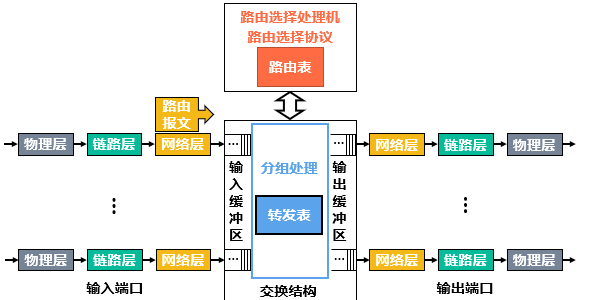 路由选择处理机
路由选择协议
路由表
路由
报文
物理层
链路层
网络层
...
分组处理
...
网络层
链路层
物理层
输入缓冲区
转发表
输出缓冲区
物理层
链路层
网络层
...
...
网络层
链路层
物理层
输入端口
交换结构
输出端口